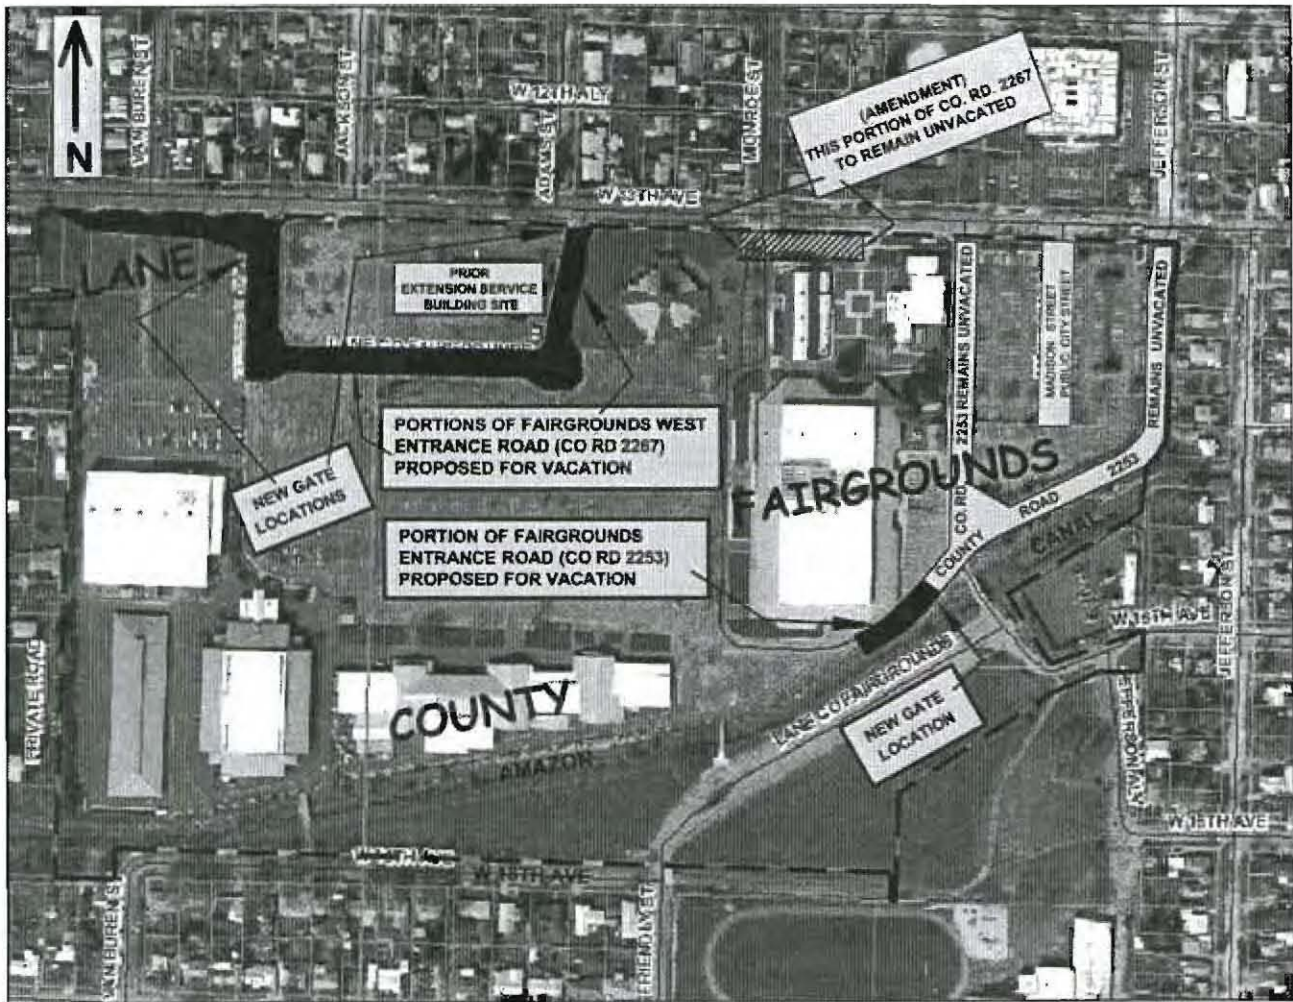 N
VAN BUREN ST
JACKSON ST
W 12TH ALY
ADAMS ST
MONROE ST
(AMENDMENT)
THIS PORTION OF CO. RD. 2267
TO REMAIN UNVACATED
JEFFERSON ST
W 13TH AVE
LANE
PRIOR
EXTENSION SERVICE
BUILDING SITE
CO. RD 2253 REMAINS UNVACATED
MADISON STREET
PUBLIC CITY STREET
REMAINS UNVACATED
PORTIONS OF FAIRGROUNDS WEST
ENTRANCE ROAD (CO RD 2267)
PROPOSED FOR VACATION
NEW GATE
LOCATIONS
FAIRGROUNDS
COUNTY ROAD 2253
CANAL
PORTION OF FAIRGROUNDS
ENTRANCE ROAD (CO RD 2253)
PROPOSED FOR VACATION
W 15TH AVE
JEFFERSON ST
PRIVATE ROAD
COUNTY
LANE CO FAIRGROUNDS
NEW GATE
LOCATION
AMAZON
W 16TH AVE
W 18TH AVE
VAN BUREN ST
FRIENDLY ST